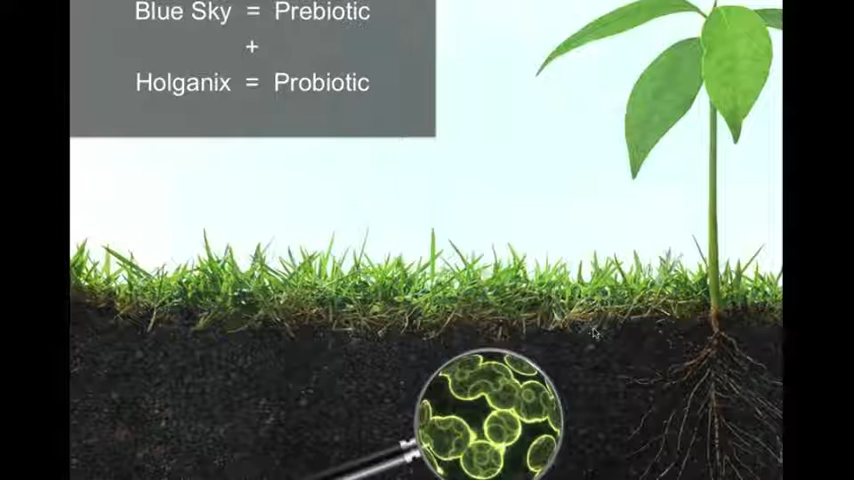 Blue Sky = Prebiotic
+
Holganix = Probiotic